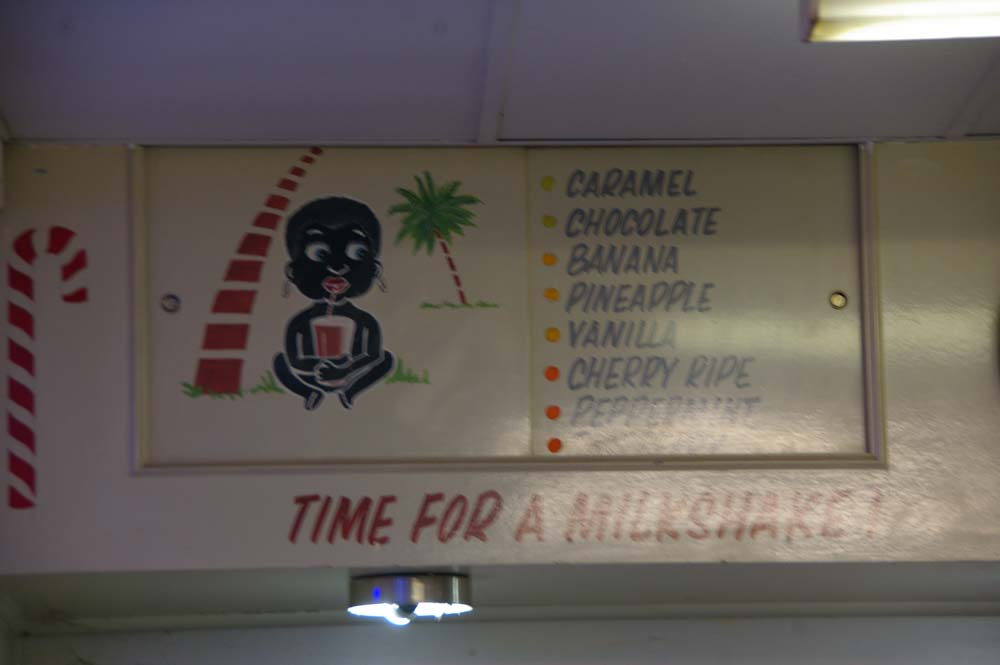 CARAMEL
CHOCOLATE
BANANA
PINEAPPLE
VANILLA
CHERRY RIPE
PEPPERMINT
TIME FOR A MILKSHAKE!